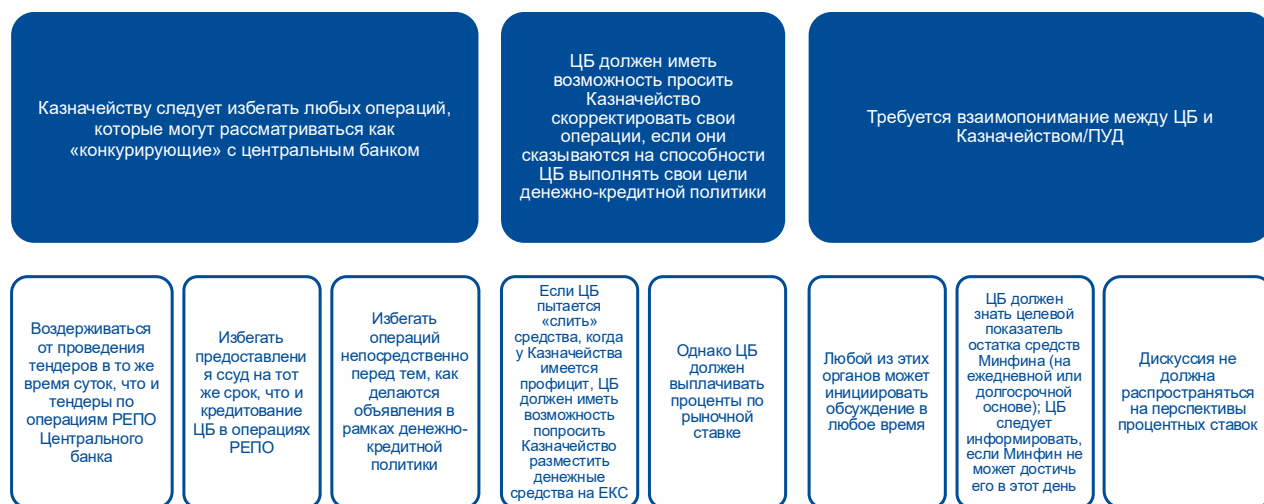 Казначейству следует избегать любых операций,
которые могут рассматриваться как
«конкурирующие» с центральным банком
ЦБ должен иметь
возможность просить
Казначейство
скорректировать свои
операции, если они
сказываются на способности
ЦБ выполнять свои цели
денежно-кредитной политики
Требуется взаимопонимание между ЦБ и
Казначейством/ПУД
Воздерживаться
от проведения
тендеров в то же
время суток, что и
тендеры по
операциям РЕПО
Центрального
банка
Избегать
предоставлени
я ссуд на тот
же срок, что и
кредитование
ЦБ в операциях
РЕПО
Избегать
операций
непосредственно
перед тем, как
делаются
объявления в
рамках денежно-
кредитной
политики
Если ЦБ
пытается
«слить»
средства, когда
у Казначейства
имеется
профицит, ЦБ
должен иметь
возможность
попросить
Казначейство
разместить
денежные
средства на ЕКС
Однако ЦБ
должен
выплачивать
проценты по
рыночной
ставке
Любой из этих
органов может
инициировать
обсуждение в
любое время
ЦБ должен
знать целевой
показатель
остатка средств
Минфина (на
ежедневной или
долгосрочной
основе); ЦБ
следует
информировать,
если Минфин не
может достичь
его в этот день
Дискуссия не
должна
распространяться
на перспективы
процентных ставок